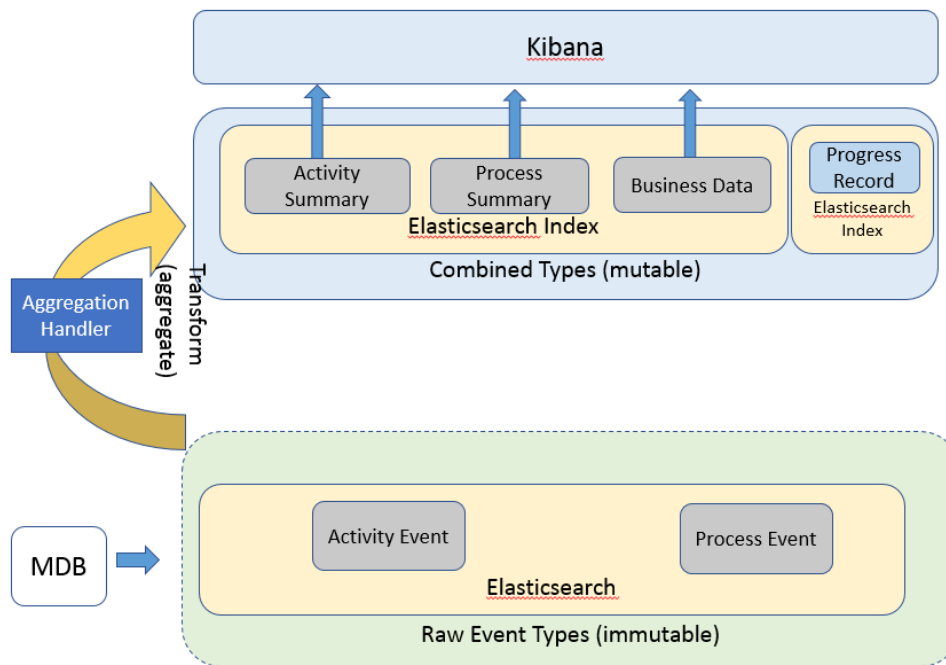 Kibana
Activity
Summary
Process
Summary
Business Data
Elasticsearch Index
Progress
Record
Elasticsearch
Index
Combined Types (mutable)
Transform
(aggregate)
Aggregation
Handler
MDB
Activity Event
Process Event
Elasticsearch
Raw Event Types (immutable)